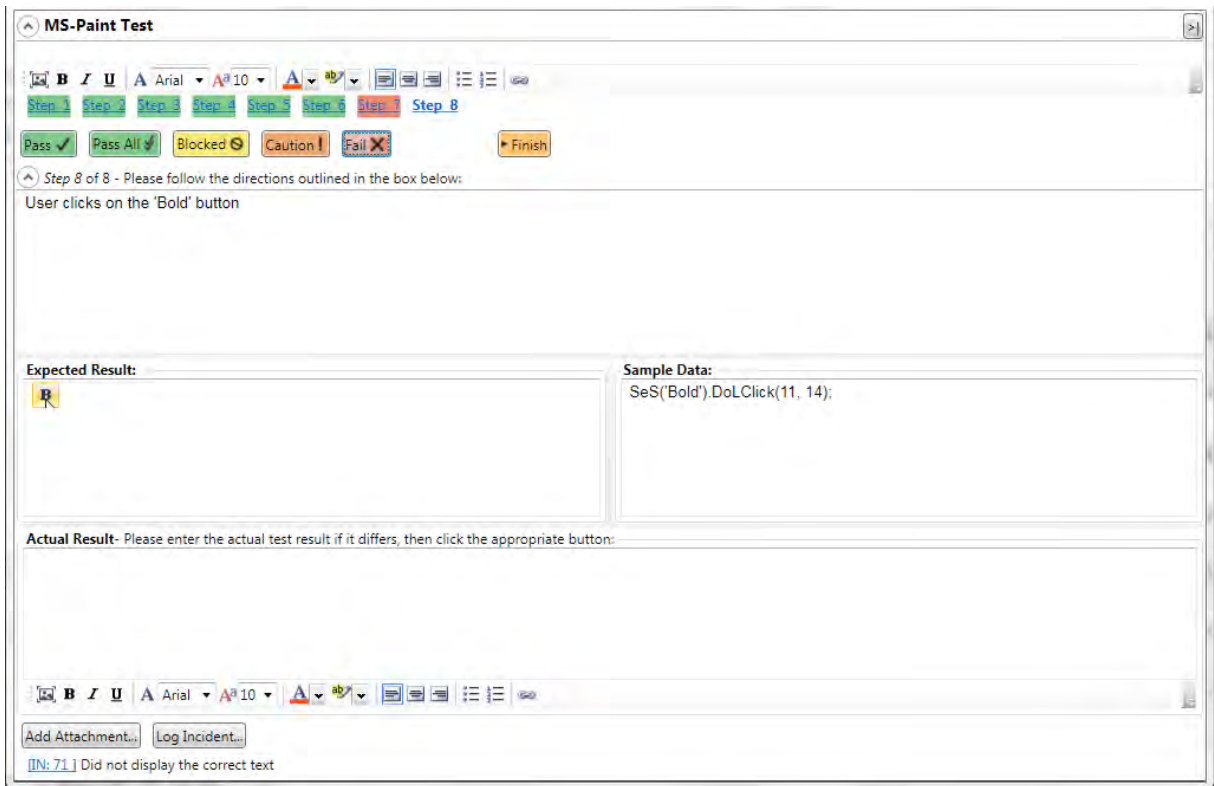 MS-Paint Test
B I U A Arial Aa 10 A ab
Step 1 Step 2 Step 3 Step 4 Step 5 Step 6 Step 7 Step 8
Pass Pass All Blocked Caution ! Fail Finish
Step 8 of 8 - Please follow the directions outlined in the box below:
User clicks on the 'Bold' button
Expected Result: Sample Data:
B SeS('Bold').DoLClick(11, 14);
Actual Result- Please enter the actual test result if it differs, then click the appropriate button:
B I U A Arial Aa 10 A ab
Add Attachment... Log Incident...
[IN: 71 ] Did not display the correct text